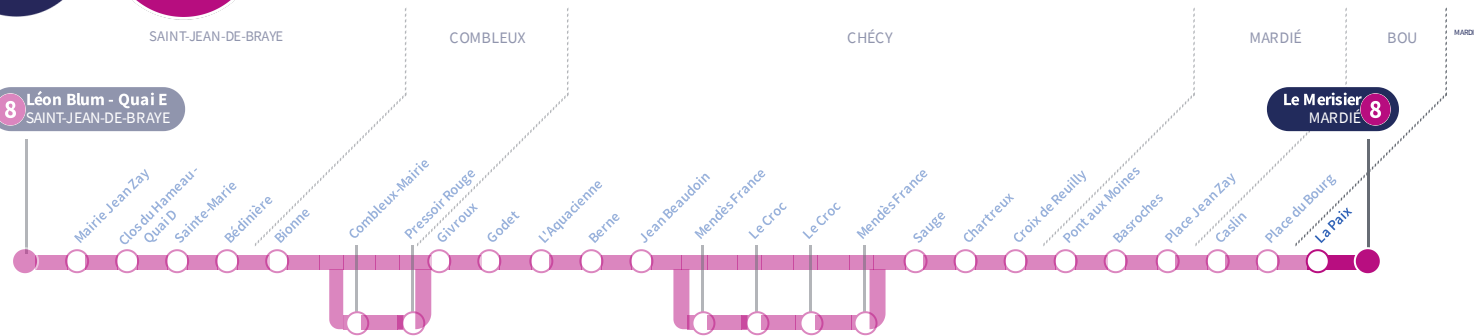 SAINT-JEAN-DE-BRAYE
COMBLEUX
CHÉCY
MARDIÉ
BOU
8
Léon Blum - Quai E
SAINT-JEAN-DE-BRAYE
Le Merisier
MARDIÉ
8
Mairie Jean Zay
Clos du Hameau -
Quai D
Sainte-Marie
Bédinière
Bionne
Combleux-Mairie
Pressoir Rouge
Givroux
Godet
L'Aquacienne
Berne
Jean Beaudoin
Mendès France
Le Croc
Le Croc
Mendès France
Sauge
Chartreux
Croix de Reuilly
Pont aux Moines
Basroches
Place Jean Zay
Caslin
Place du Bourg
La Paix